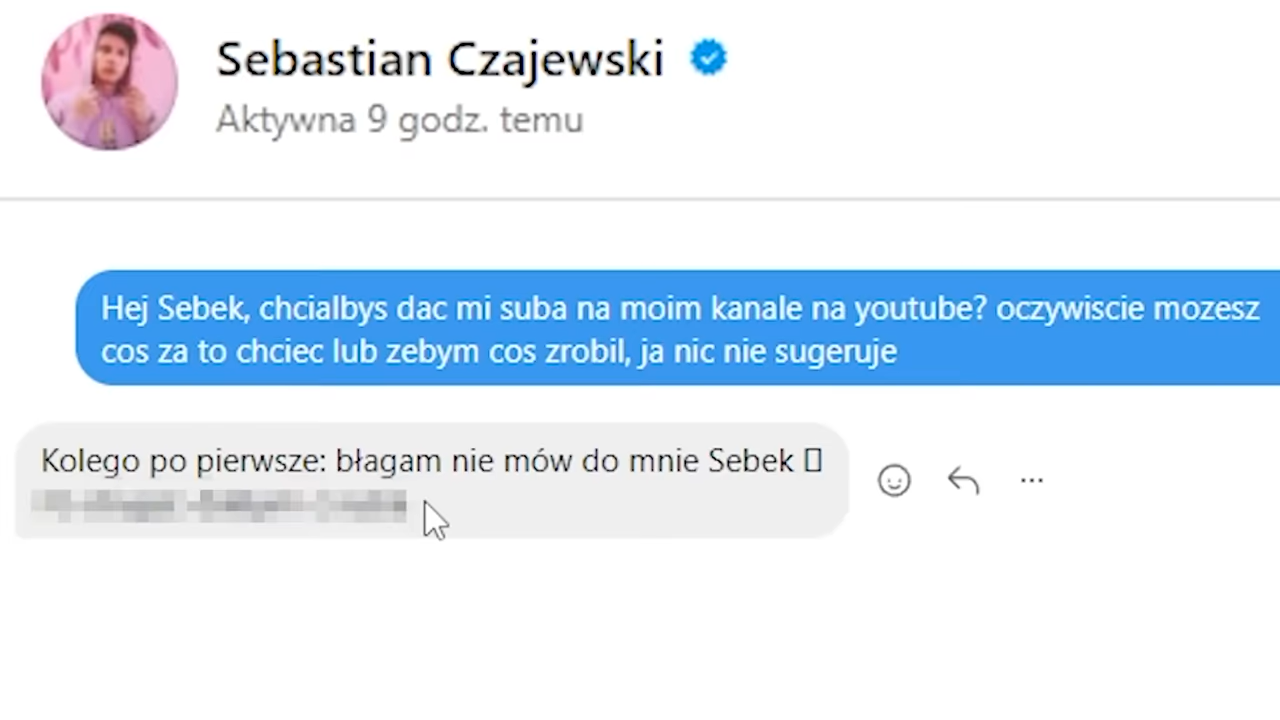 Sebastian Czajewski
Aktywna 9 godz. temu
Hej Sebek, chcialbys dac mi suba na moim kanale na youtube? oczywiscie mozesz
cos za to chciec lub zebym cos zrobil, ja nic nie sugeruje
Kolego po pierwsze: błagam nie mów do mnie Sebek